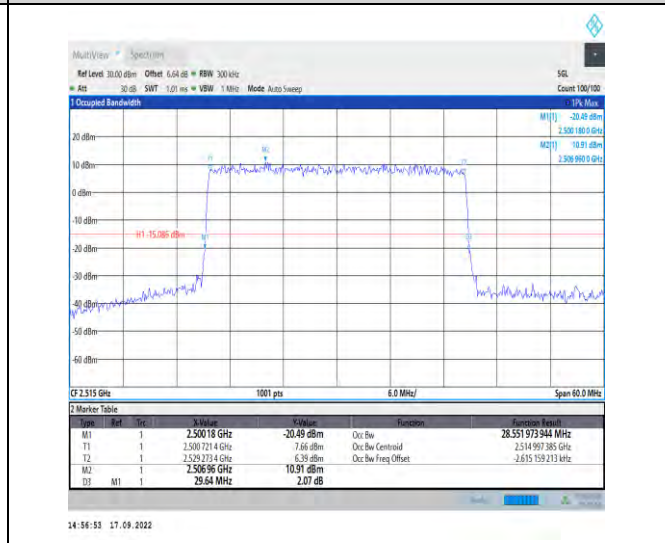 MultiView Spectrum
Ref Level 30.00 dBm Offset 6.64 dB RBW 300 kHz SGL
Att 30 dB SWT 1.01 ms VBW 1 MHz Mode Auto Sweep Count 100/100
1 Occupied Bandwidth 1Pk Max
M1[1] -20.49 dBm
2.500 180 0 GHz
M2[1] 10.91 dBm
2.506 960 0 GHz
20 dBm
M2
10 dBm
0 dBm
-10 dBm
H1 -15.086 dBm
M1
-20 dBm
-30 dBm
-40 dBm
-50 dBm
-60 dBm
CF 2.515 GHz 1001 pts 6.0 MHz/ Span 60.0 MHz
2 Marker Table
Type Ref Trc X-Value Y-Value Function Function Result
M1 1 2.50018 GHz -20.49 dBm Occ Bw 28.551 973 944 MHz
T1 1 2.500 721 4 GHz 7.66 dBm Occ Bw Centroid 2.514 997 385 GHz
T2 1 2.529 273 4 GHz 6.39 dBm Occ Bw Freq Offset -2.615 159 213 kHz
M2 1 2.506 96 GHz 10.91 dBm
D3 M1 1 29.64 MHz 2.07 dB
14:56:53 17.09.2022